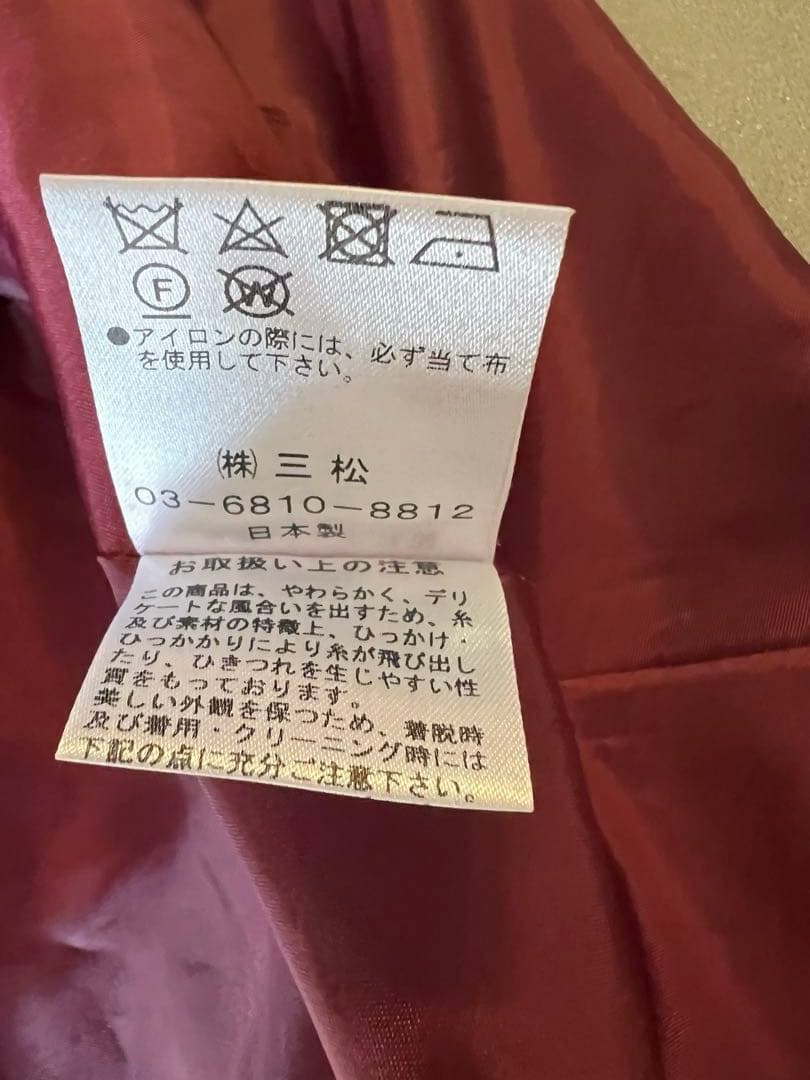 F W
●アイロンの際には、必ず当て布
を使用して下さい。
㈱三松
03-6810-8812
日本製
お取扱い上の注意
この商品は、やわらかく、デリ
ケートな風合いを出すため、糸
及び素材の特徴上、ひっかけ・
ひっかかりにより糸が飛び出し
たり、ひきつれを生じやすい性
質をもっております。
美しい外観を保つため、着脱時
及び着用・クリーニング時には
下記の点に充分ご注意下さい。